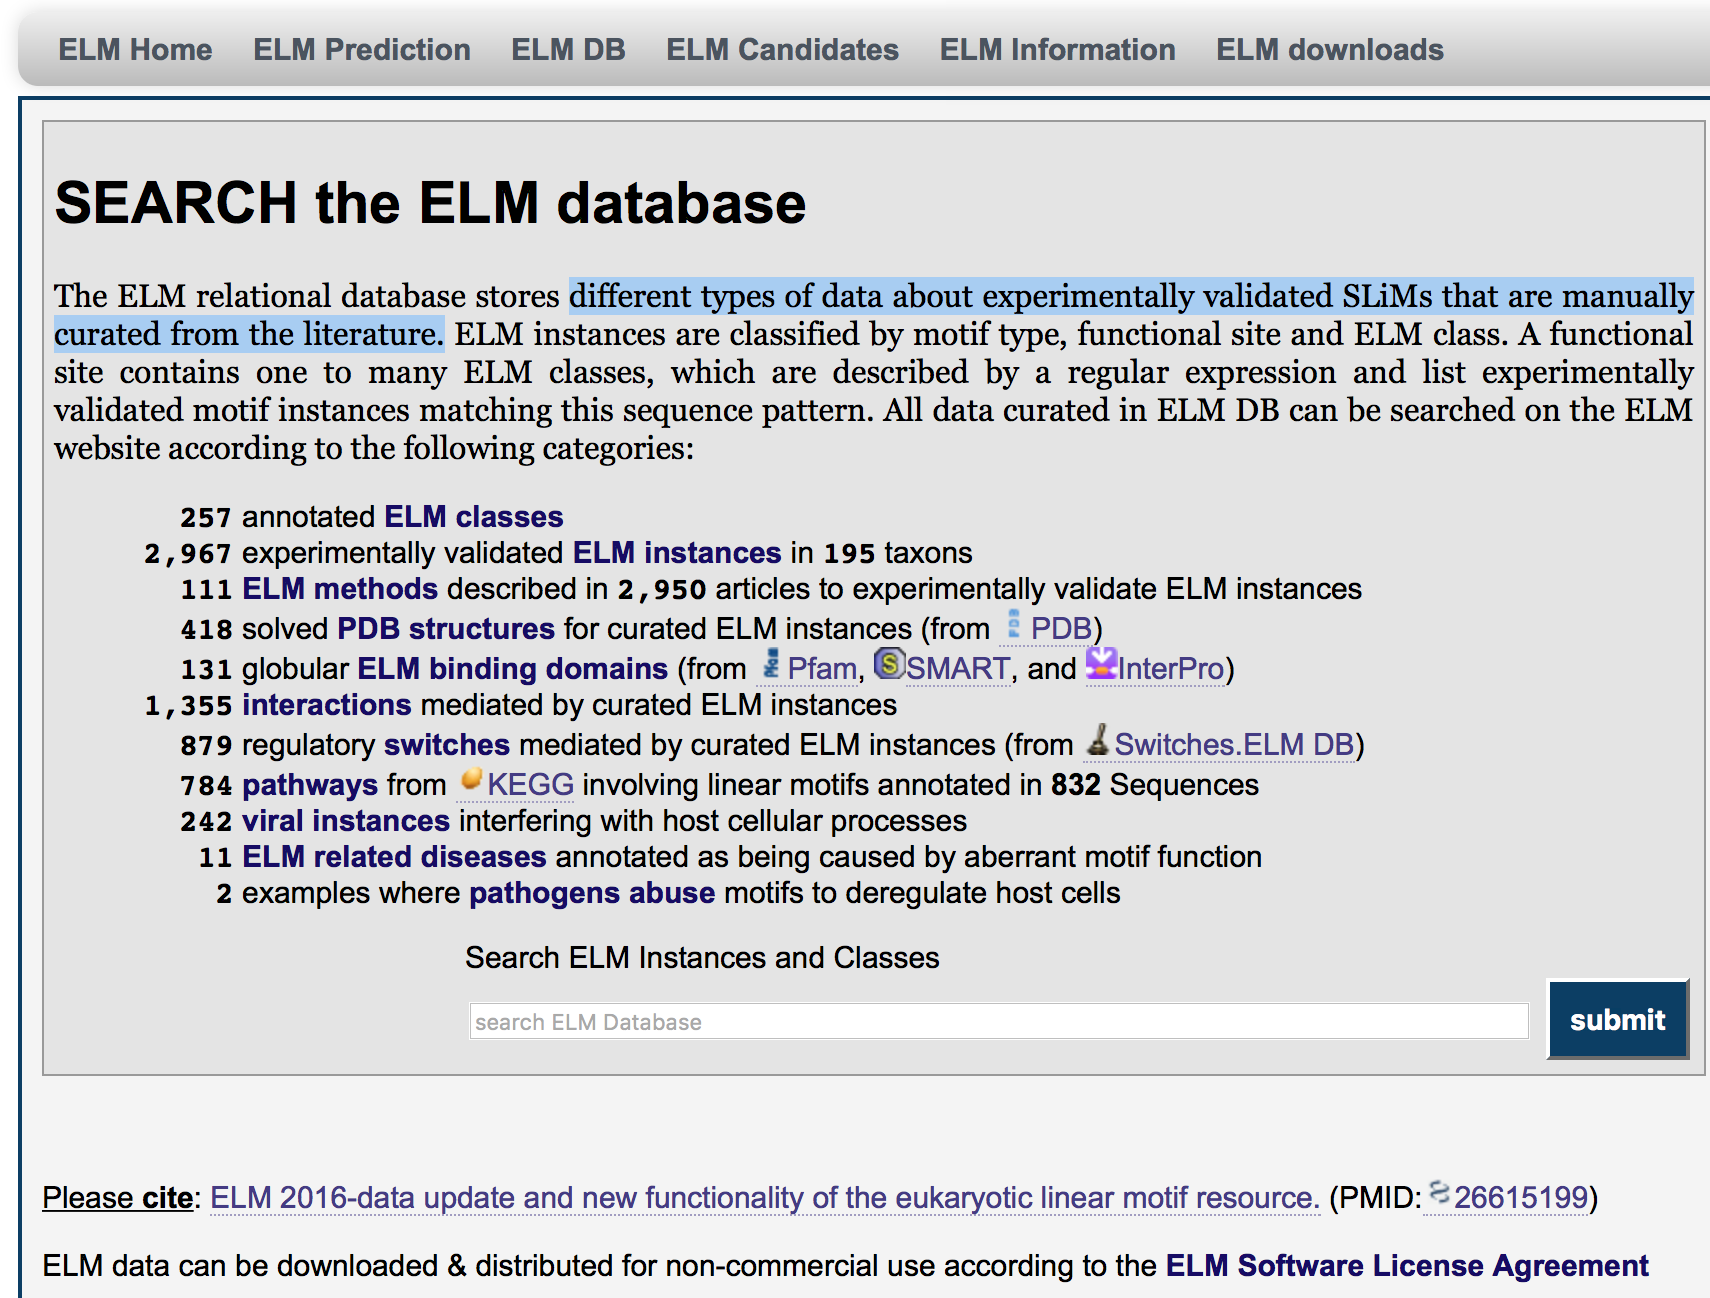 ELM Home ELM Prediction ELM DB ELM Candidates ELM Information ELM downloads
SEARCH the ELM database
The ELM relational database stores different types of data about experimentally validated SLiMs that are manually
curated from the literature. ELM instances are classified by motif type, functional site and ELM class. A functional
site contains one to many ELM classes, which are described by a regular expression and list experimentally
validated motif instances matching this sequence pattern. All data curated in ELM DB can be searched on the ELM
website according to the following categories:
257 annotated ELM classes
2,967 experimentally validated ELM instances in 195 taxons
111 ELM methods described in 2,950 articles to experimentally validate ELM instances
418 solved PDB structures for curated ELM instances (from PDB PDB)
131 globular ELM binding domains (from Pfam Pfam, S SMART, and InterPro)
1,355 interactions mediated by curated ELM instances
879 regulatory switches mediated by curated ELM instances (from Switches.ELM DB)
784 pathways from KEGG involving linear motifs annotated in 832 Sequences
242 viral instances interfering with host cellular processes
11 ELM related diseases annotated as being caused by aberrant motif function
2 examples where pathogens abuse motifs to deregulate host cells
Search ELM Instances and Classes
search ELM Database submit
Please cite: ELM 2016-data update and new functionality of the eukaryotic linear motif resource. (PMID: 26615199)
ELM data can be downloaded & distributed for non-commercial use according to the ELM Software License Agreement